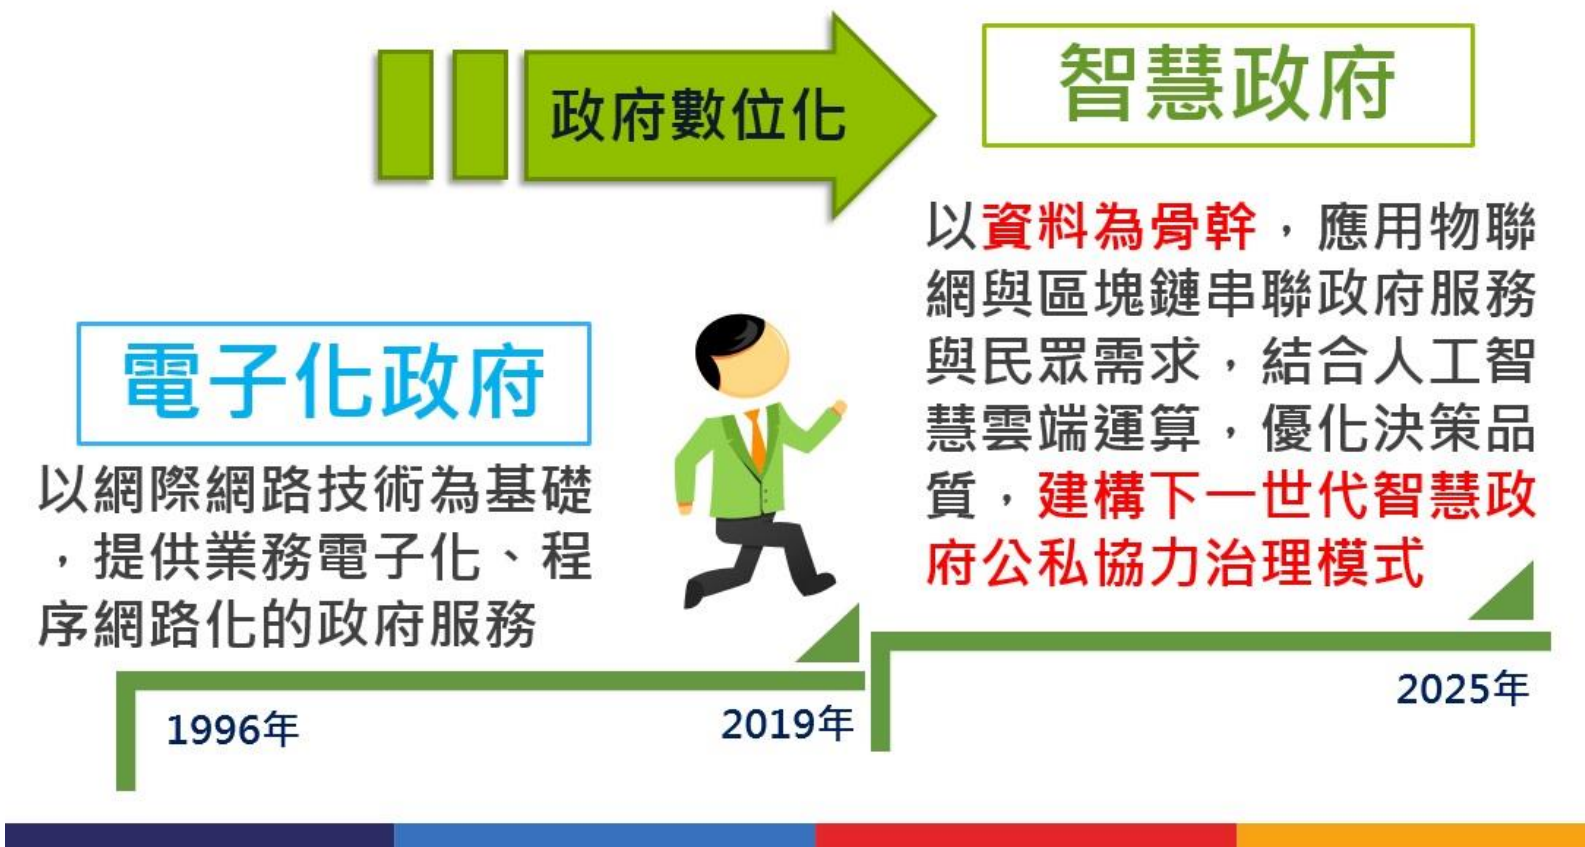 政府數位化
智慧政府
以資料為骨幹，應用物聯
網與區塊鏈串聯政府服務
與民眾需求，結合人工智
慧雲端運算，優化決策品
質，建構下一世代智慧政
府公私協力治理模式
電子化政府
以網際網路技術為基礎
，提供業務電子化、程
序網路化的政府服務
1996年
2019年
2025年